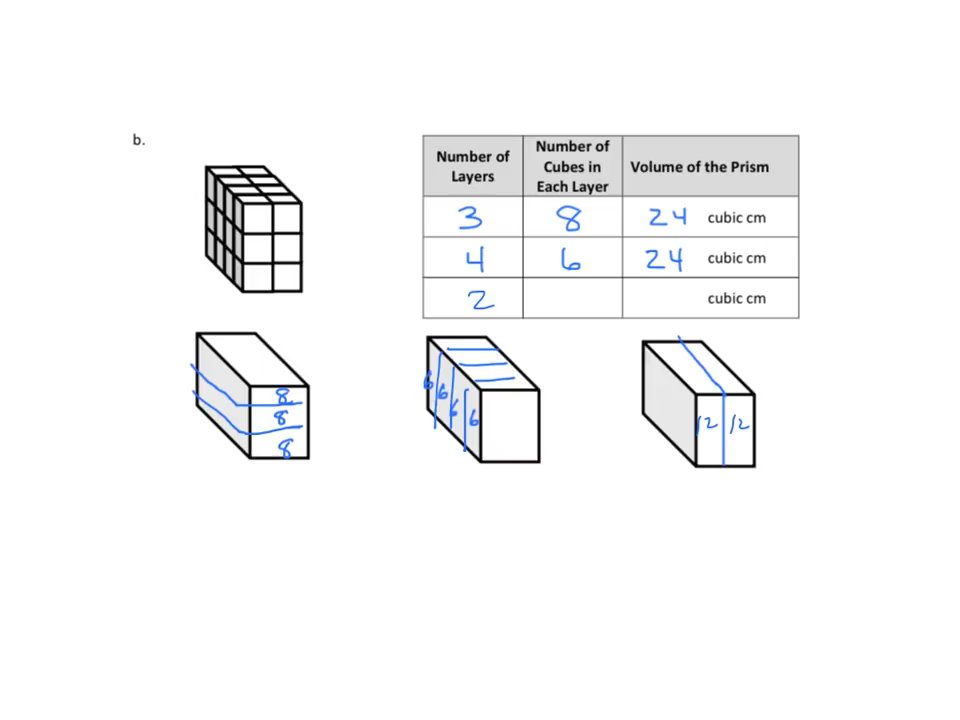 b.
Number of Layers
Number of Cubes in Each Layer
Volume of the Prism
3 8 24 cubic cm
4 6 24 cubic cm
2 cubic cm
8
8
8
6 6 6 6
12 12